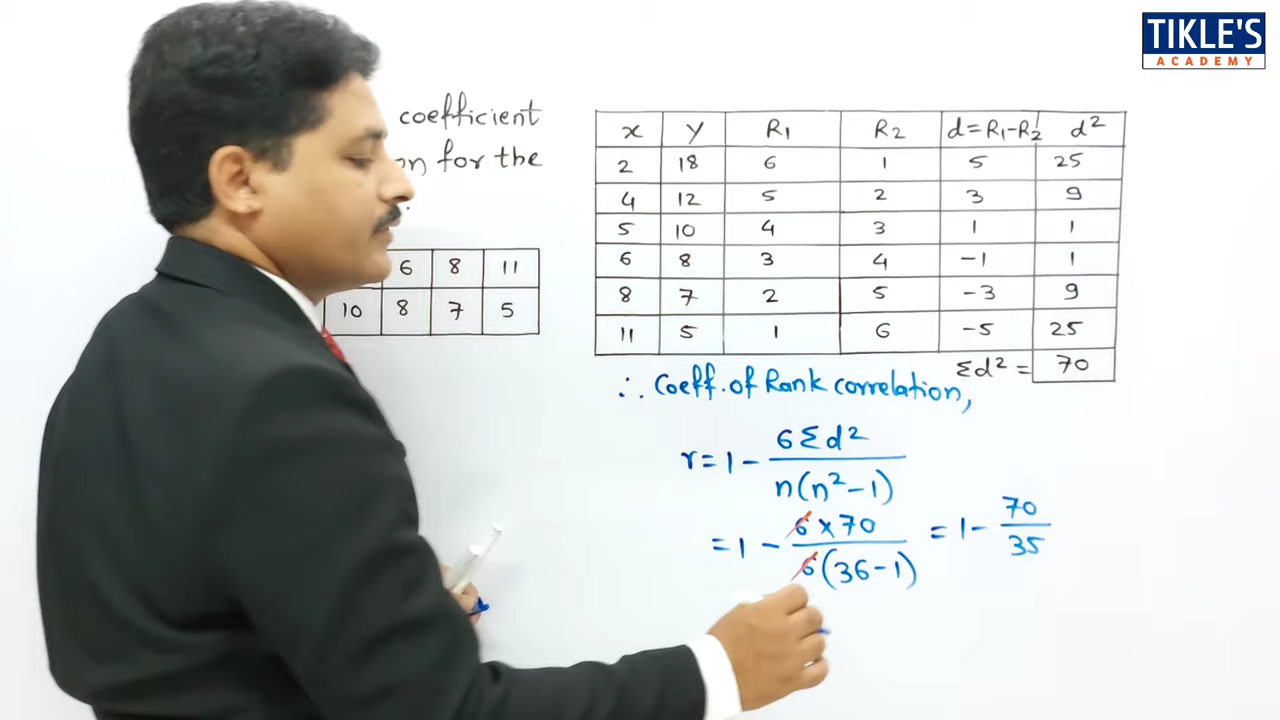 TIKLE'S
ACADEMY
coefficient
for the
6 8 11
10 8 7 5
x y R₁ R₂ d=R₁-R₂ d²
2 18 6 1 5 25
4 12 5 2 3 9
5 10 4 3 1 1
6 8 3 4 -1 1
8 7 2 5 -3 9
11 5 1 6 -5 25
Σd² = 70
∴ Coeff. of Rank correlation,
r = 1 - 6Σd² / n(n²-1)
= 1 - 6×70 / 6(36-1) = 1 - 70/35